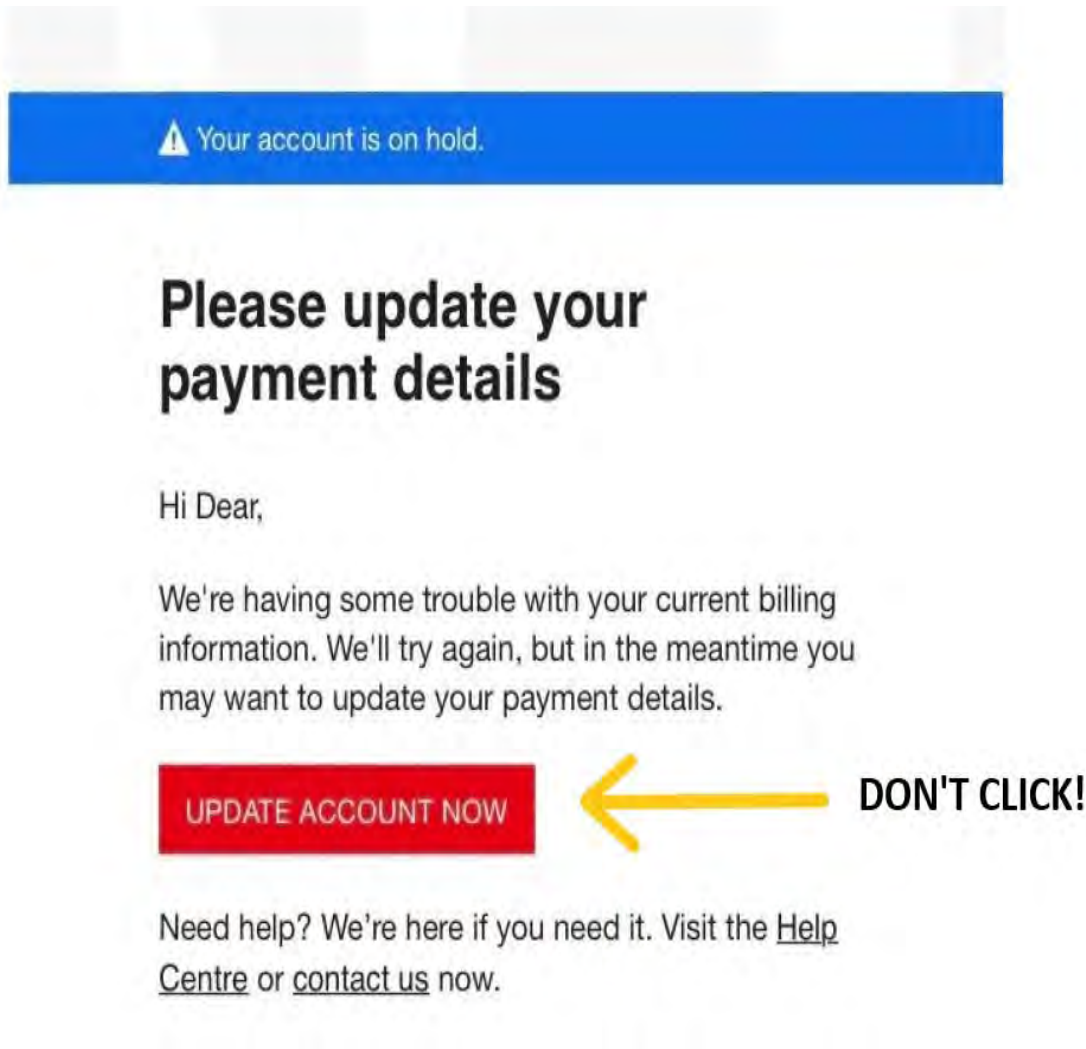 Your account is on hold.
Please update your
payment details
Hi Dear,
We're having some trouble with your current billing
information. We'll try again, but in the meantime you
may want to update your payment details.
UPDATE ACCOUNT NOW
DON'T CLICK!
Need help? We're here if you need it. Visit the Help
Centre or contact us now.